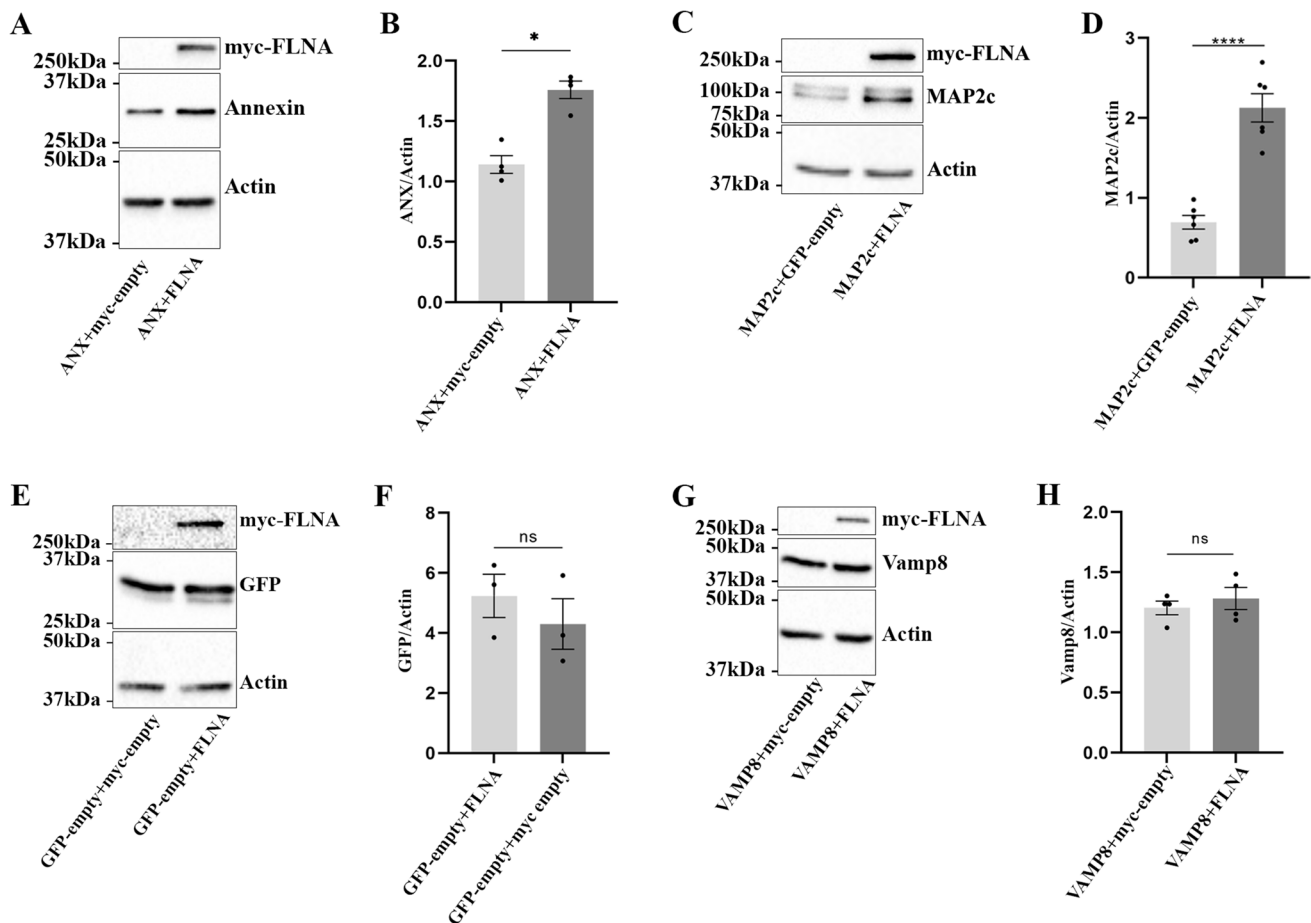 A
250kDa
37kDa
25kDa
50kDa
37kDa
myc-FLNA
Annexin
Actin
ANX+myc-empty
ANX+FLNA
B
*
ANX/Actin
2.0
1.5
1.0
0.5
0.0
ANX+myc-empty
ANX+FLNA
C
250kDa
100kDa
75kDa
50kDa
37kDa
myc-FLNA
MAP2c
Actin
MAP2c+GFP-empty
MAP2c+FLNA
D
****
MAP2c/Actin
3
2
1
0
MAP2c+GFP-empty
MAP2c+FLNA
E
250kDa
37kDa
25kDa
50kDa
37kDa
myc-FLNA
GFP
Actin
GFP-empty+myc-empty
GFP-empty+FLNA
F
ns
GFP/Actin
8
6
4
2
0
GFP-empty+FLNA
GFP-empty+myc empty
G
250kDa
50kDa
37kDa
50kDa
37kDa
myc-FLNA
Vamp8
Actin
VAMP8+myc-empty
VAMP8+FLNA
H
ns
Vamp8/Actin
2.0
1.5
1.0
0.5
0.0
VAMP8+myc-empty
VAMP8+FLNA